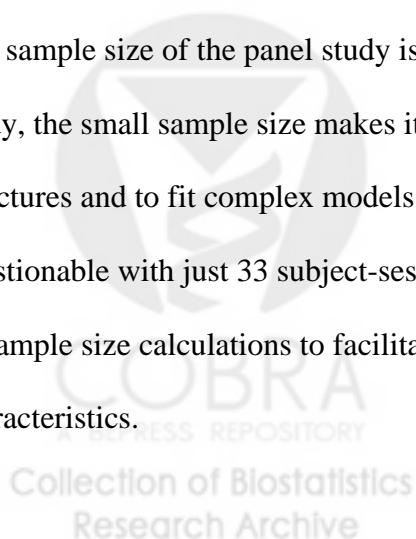 sample size of the panel study is
y, the small sample size makes it
ctures and to fit complex models
stionable with just 33 subject-ses
ample size calculations to facilita
racteristics.
COBRA
A BEPRESS REPOSITORY
Collection of Biostatistics
Research Archive